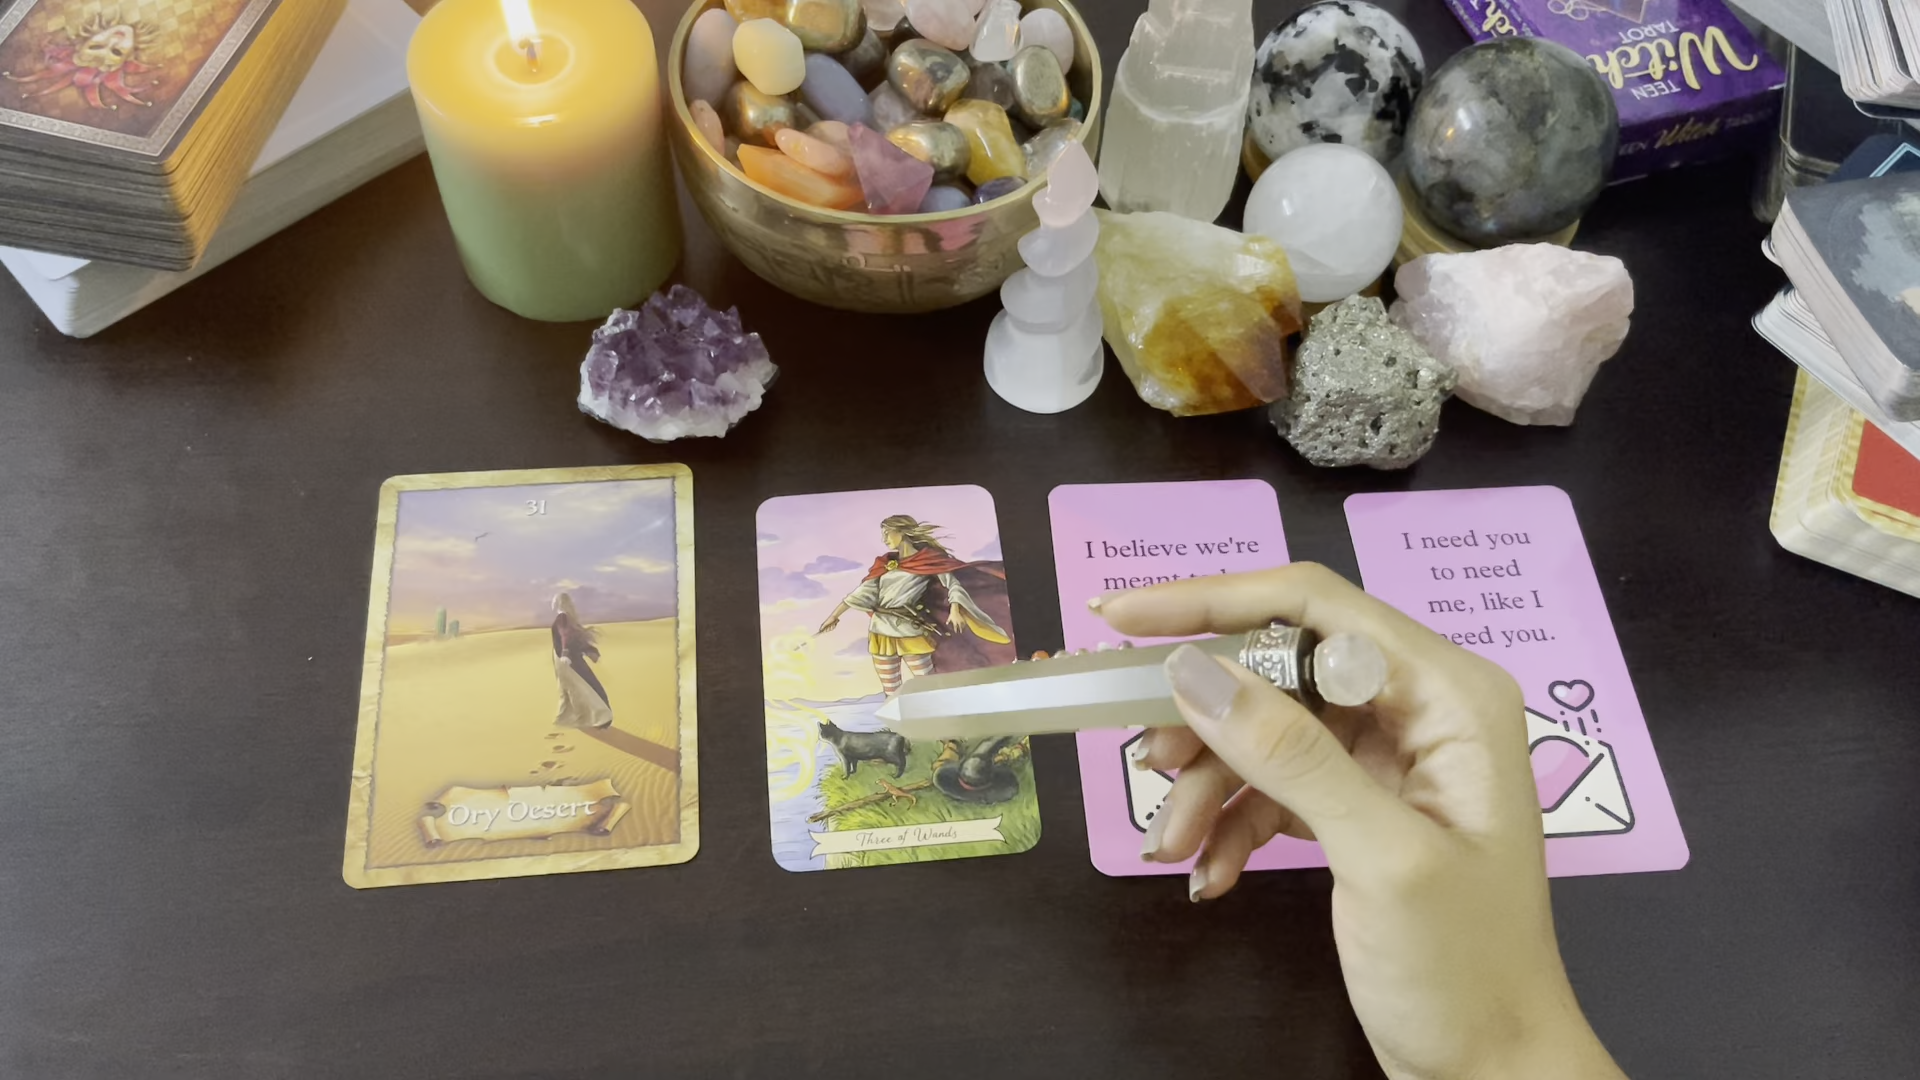 Witch
TEEN
TAROT
Witch
31
Dry Desert
Three of Wands
I believe we're
I need you
to need
me, like I
need you.